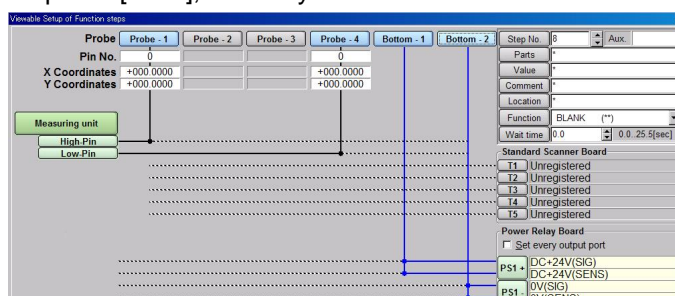 Viewable Setup of Function steps
Probe Probe - 1 Probe - 2 Probe - 3 Probe - 4 Bottom - 1 Bottom - 2
Pin No. 0 0
X Coordinates +000.0000 +000.0000
Y Coordinates +000.0000 +000.0000
Measuring unit
High-Pin
Low-Pin
Step No. 8 Aux.
Parts *
Value *
Comment *
Location *
Function BLANK (**)
Wait time 0.0 0.0..25.5[sec]
Standard Scanner Board
T1 Unregistered
T2 Unregistered
T3 Unregistered
T4 Unregistered
T5 Unregistered
Power Relay Board
Set every output port
PS1 + DC+24V(SIG)
DC+24V(SENS)
PS1 - 0V(SIG)
0V(SENS)